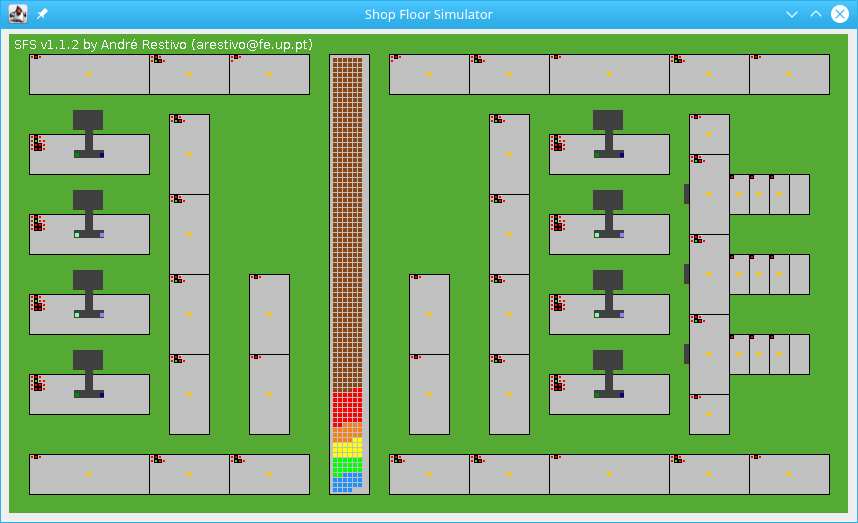 Shop Floor Simulator
SFS v1.1.2 by André Restivo (arestivo@fe.up.pt)